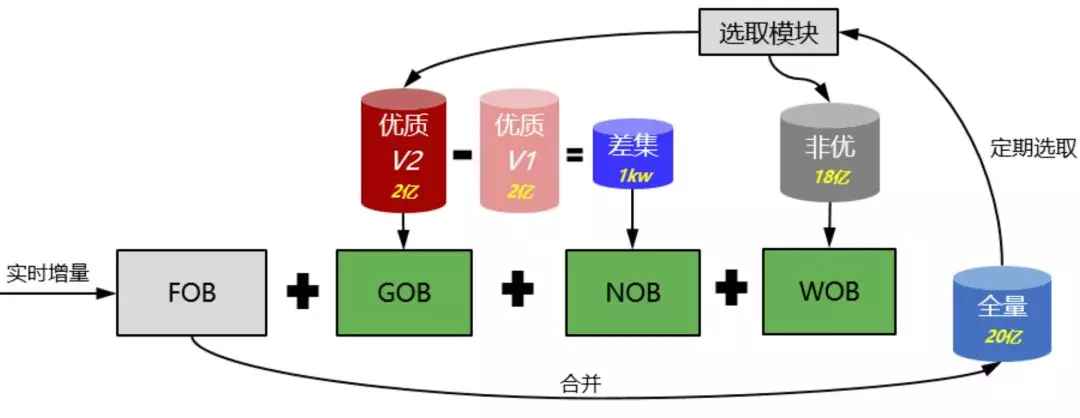 选取模块
优质
V2
2亿
优质
V1
2亿
差集
1kw
非优
18亿
定期选取
实时增量
FOB
GOB
NOB
WOB
全量
20亿
合并